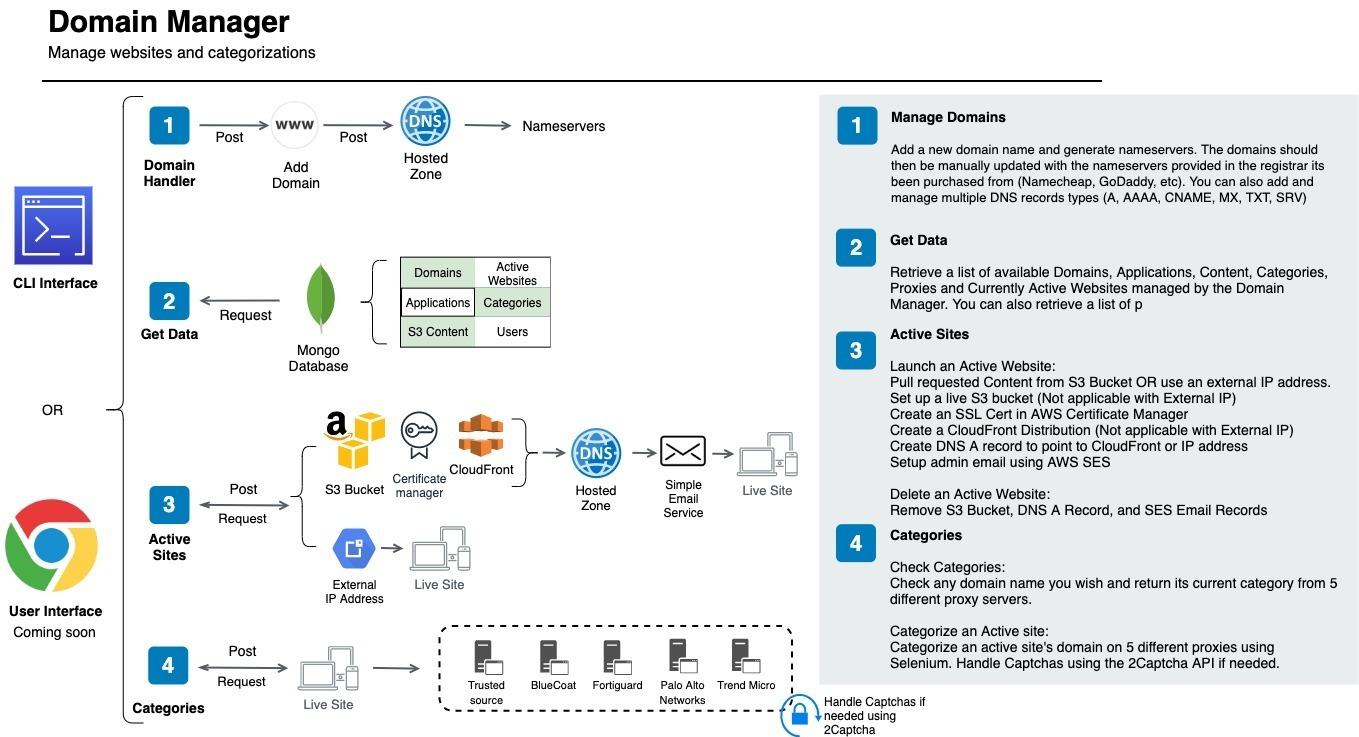 Domain Manager
Manage websites and categorizations
CLI Interface
OR
User Interface
Coming soon
1
Domain
Handler
Post
www
Add
Domain
Post
DNS
Hosted
Zone
Nameservers
2
Get Data
Request
Mongo
Database
Domains
Active
Websites
Applications
Categories
S3 Content
Users
3
Active
Sites
Post
Request
a
S3 Bucket
Certificate
manager
CloudFront
DNS
Hosted
Zone
Simple
Email
Service
Live Site
External
IP Address
Live Site
4
Categories
Post
Request
Live Site
Trusted
source
BlueCoat
Fortiguard
Palo Alto
Networks
Trend Micro
Handle Captchas if
needed using
2Captcha
1
Manage Domains
Add a new domain name and generate nameservers. The domains should
then be manually updated with the nameservers provided in the registrar its
been purchased from (Namecheap, GoDaddy, etc). You can also add and
manage multiple DNS records types (A, AAAA, CNAME, MX, TXT, SRV)
2
Get Data
Retrieve a list of available Domains, Applications, Content, Categories,
Proxies and Currently Active Websites managed by the Domain
Manager. You can also retrieve a list of p
3
Active Sites
Launch an Active Website:
Pull requested Content from S3 Bucket OR use an external IP address.
Set up a live S3 bucket (Not applicable with External IP)
Create an SSL Cert in AWS Certificate Manager
Create a CloudFront Distribution (Not applicable with External IP)
Create DNS A record to point to CloudFront or IP address
Setup admin email using AWS SES
Delete an Active Website:
Remove S3 Bucket, DNS A Record, and SES Email Records
4
Categories
Check Categories:
Check any domain name you wish and return its current category from 5
different proxy servers.
Categorize an Active site:
Categorize an active site's domain on 5 different proxies using
Selenium. Handle Captchas using the 2Captcha API if needed.